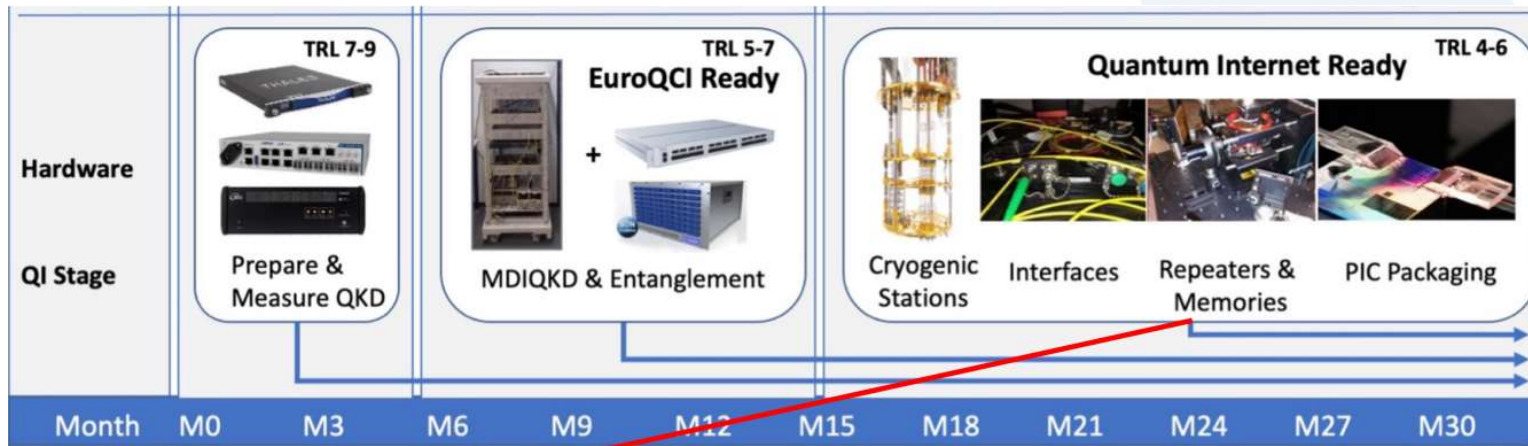 TRL 7-9
TRL 5-7
EuroQCI Ready
TRL 4-6
Quantum Internet Ready
THALES
+
Hardware
QI Stage
Prepare &
Measure QKD
MDIQKD & Entanglement
Cryogenic
Stations
Interfaces
Repeaters &
Memories
PIC Packaging
Month M0 M3 M6 M9 M12 M15 M18 M21 M24 M27 M30